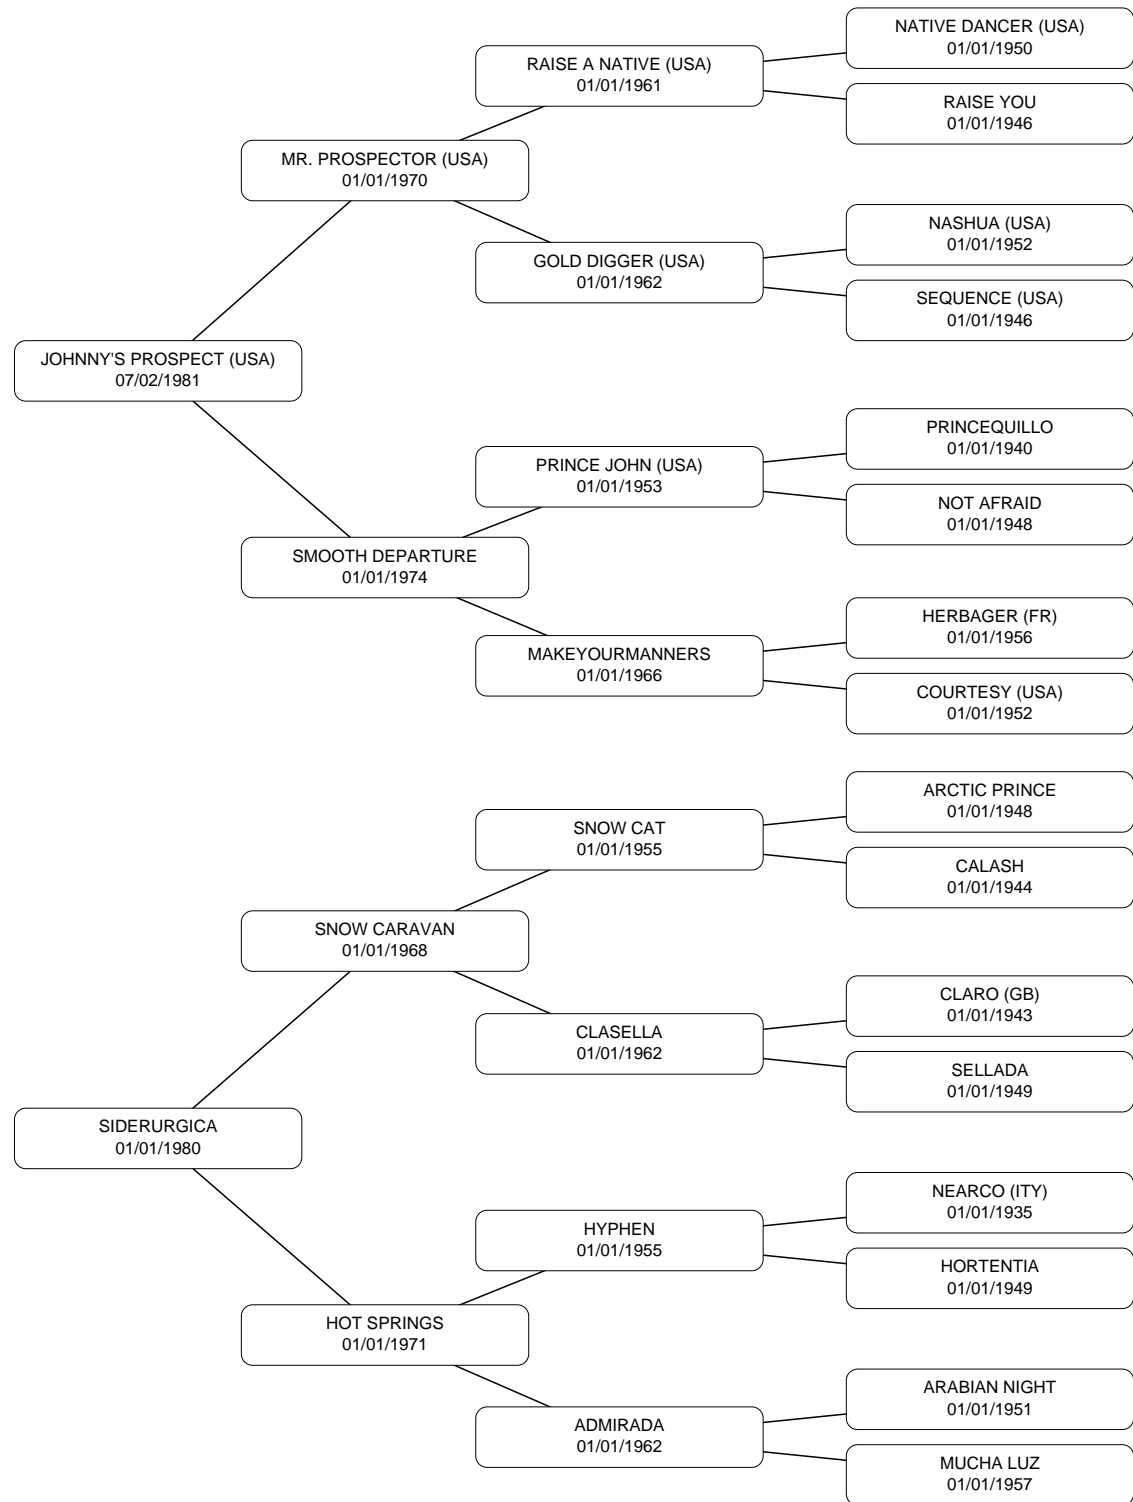 NATIVE DANCER (USA)
01/01/1950
RAISE A NATIVE (USA)
01/01/1961
RAISE YOU
01/01/1946
MR. PROSPECTOR (USA)
01/01/1970
NASHUA (USA)
01/01/1952
GOLD DIGGER (USA)
01/01/1962
SEQUENCE (USA)
01/01/1946
JOHNNY'S PROSPECT (USA)
07/02/1981
PRINCEQUILLO
01/01/1940
PRINCE JOHN (USA)
01/01/1953
NOT AFRAID
01/01/1948
SMOOTH DEPARTURE
01/01/1974
HERBAGER (FR)
01/01/1956
MAKEYOURMANNERS
01/01/1966
COURTESY (USA)
01/01/1952
ARCTIC PRINCE
01/01/1948
SNOW CAT
01/01/1955
CALASH
01/01/1944
SNOW CARAVAN
01/01/1968
CLARO (GB)
01/01/1943
CLASELLA
01/01/1962
SELLADA
01/01/1949
SIDERURGICA
01/01/1980
NEARCO (ITY)
01/01/1935
HYPHEN
01/01/1955
HORTENTIA
01/01/1949
HOT SPRINGS
01/01/1971
ARABIAN NIGHT
01/01/1951
ADMIRADA
01/01/1962
MUCHA LUZ
01/01/1957